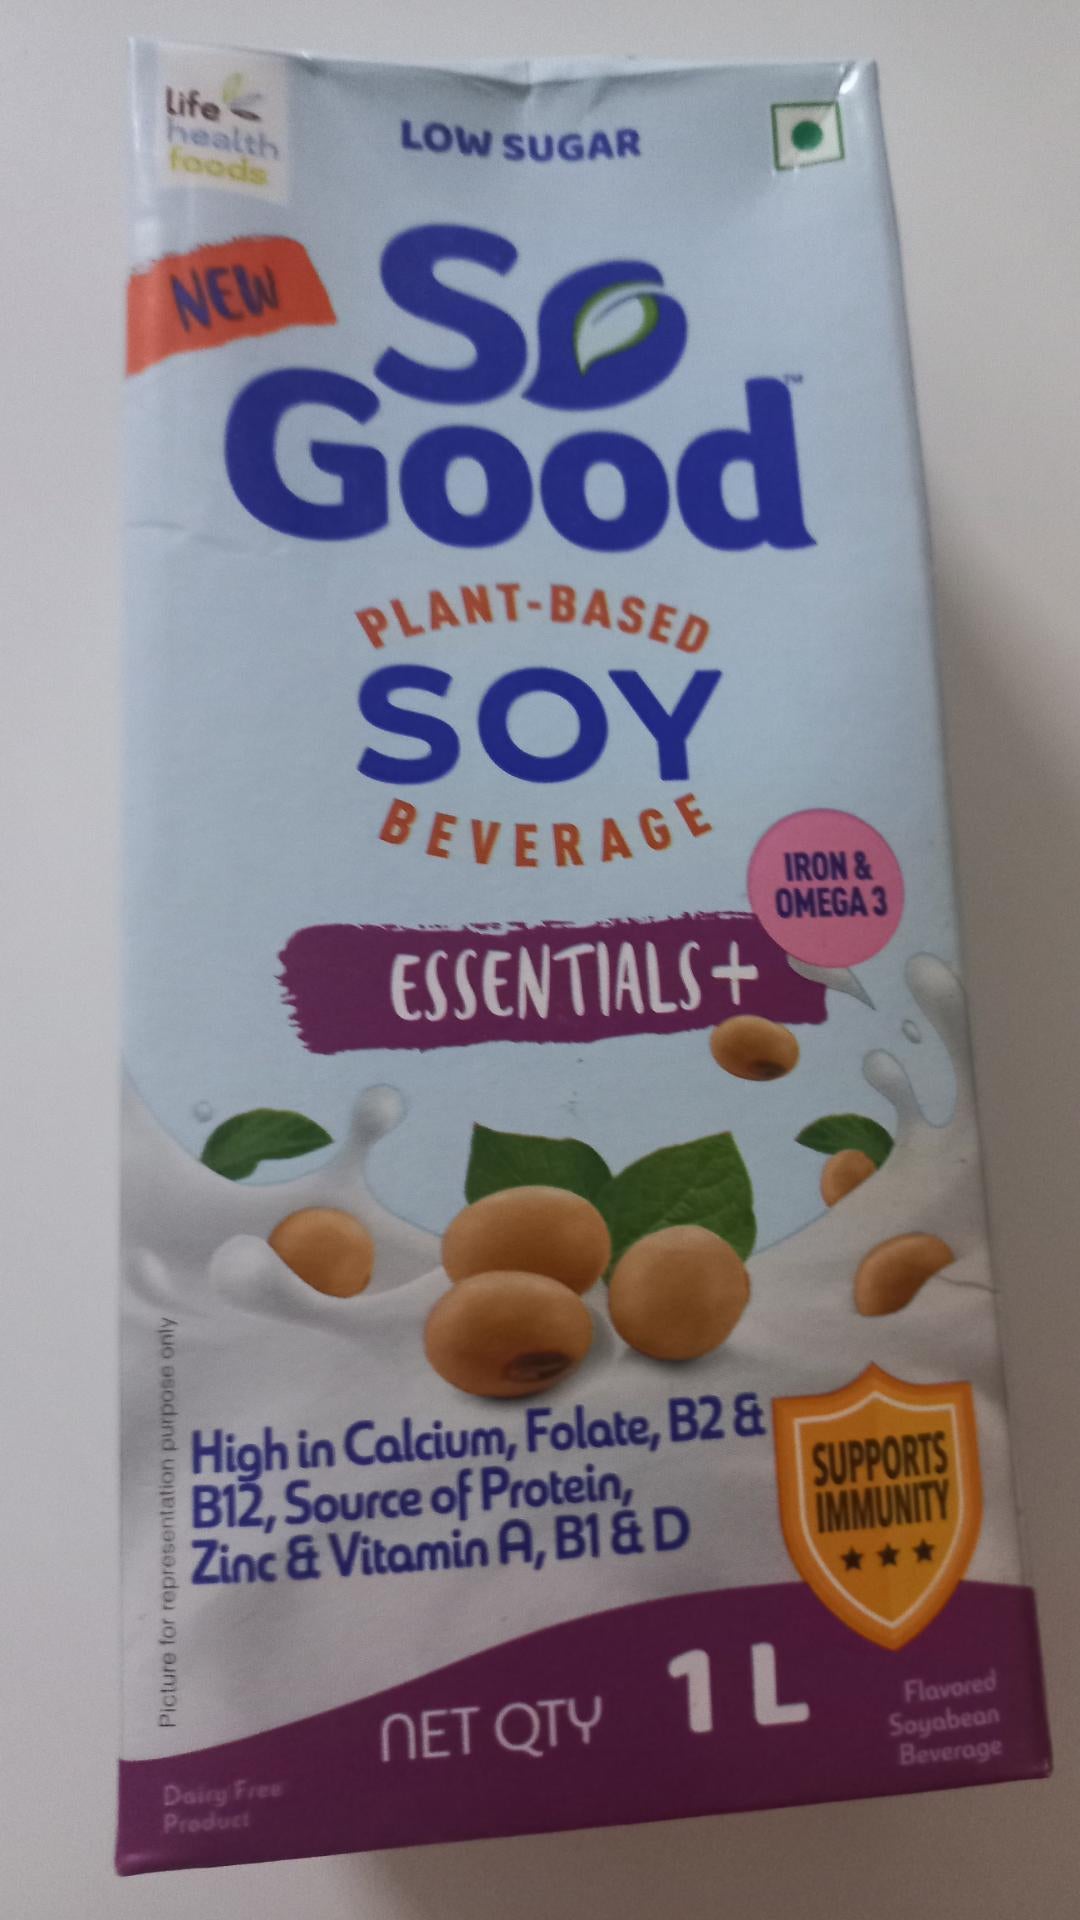 life
health
foods
LOW SUGAR
NEW
So
Good™
PLANT-BASED
SOY
BEVERAGE
IRON &
OMEGA 3
ESSENTIALS+
Picture for representation purpose only
High in Calcium, Folate, B2 &
B12, Source of Protein,
Zinc & Vitamin A, B1 & D
SUPPORTS
IMMUNITY
NET QTY 1 L
Flavored
Soyabean
Beverage
Dairy Free
Product